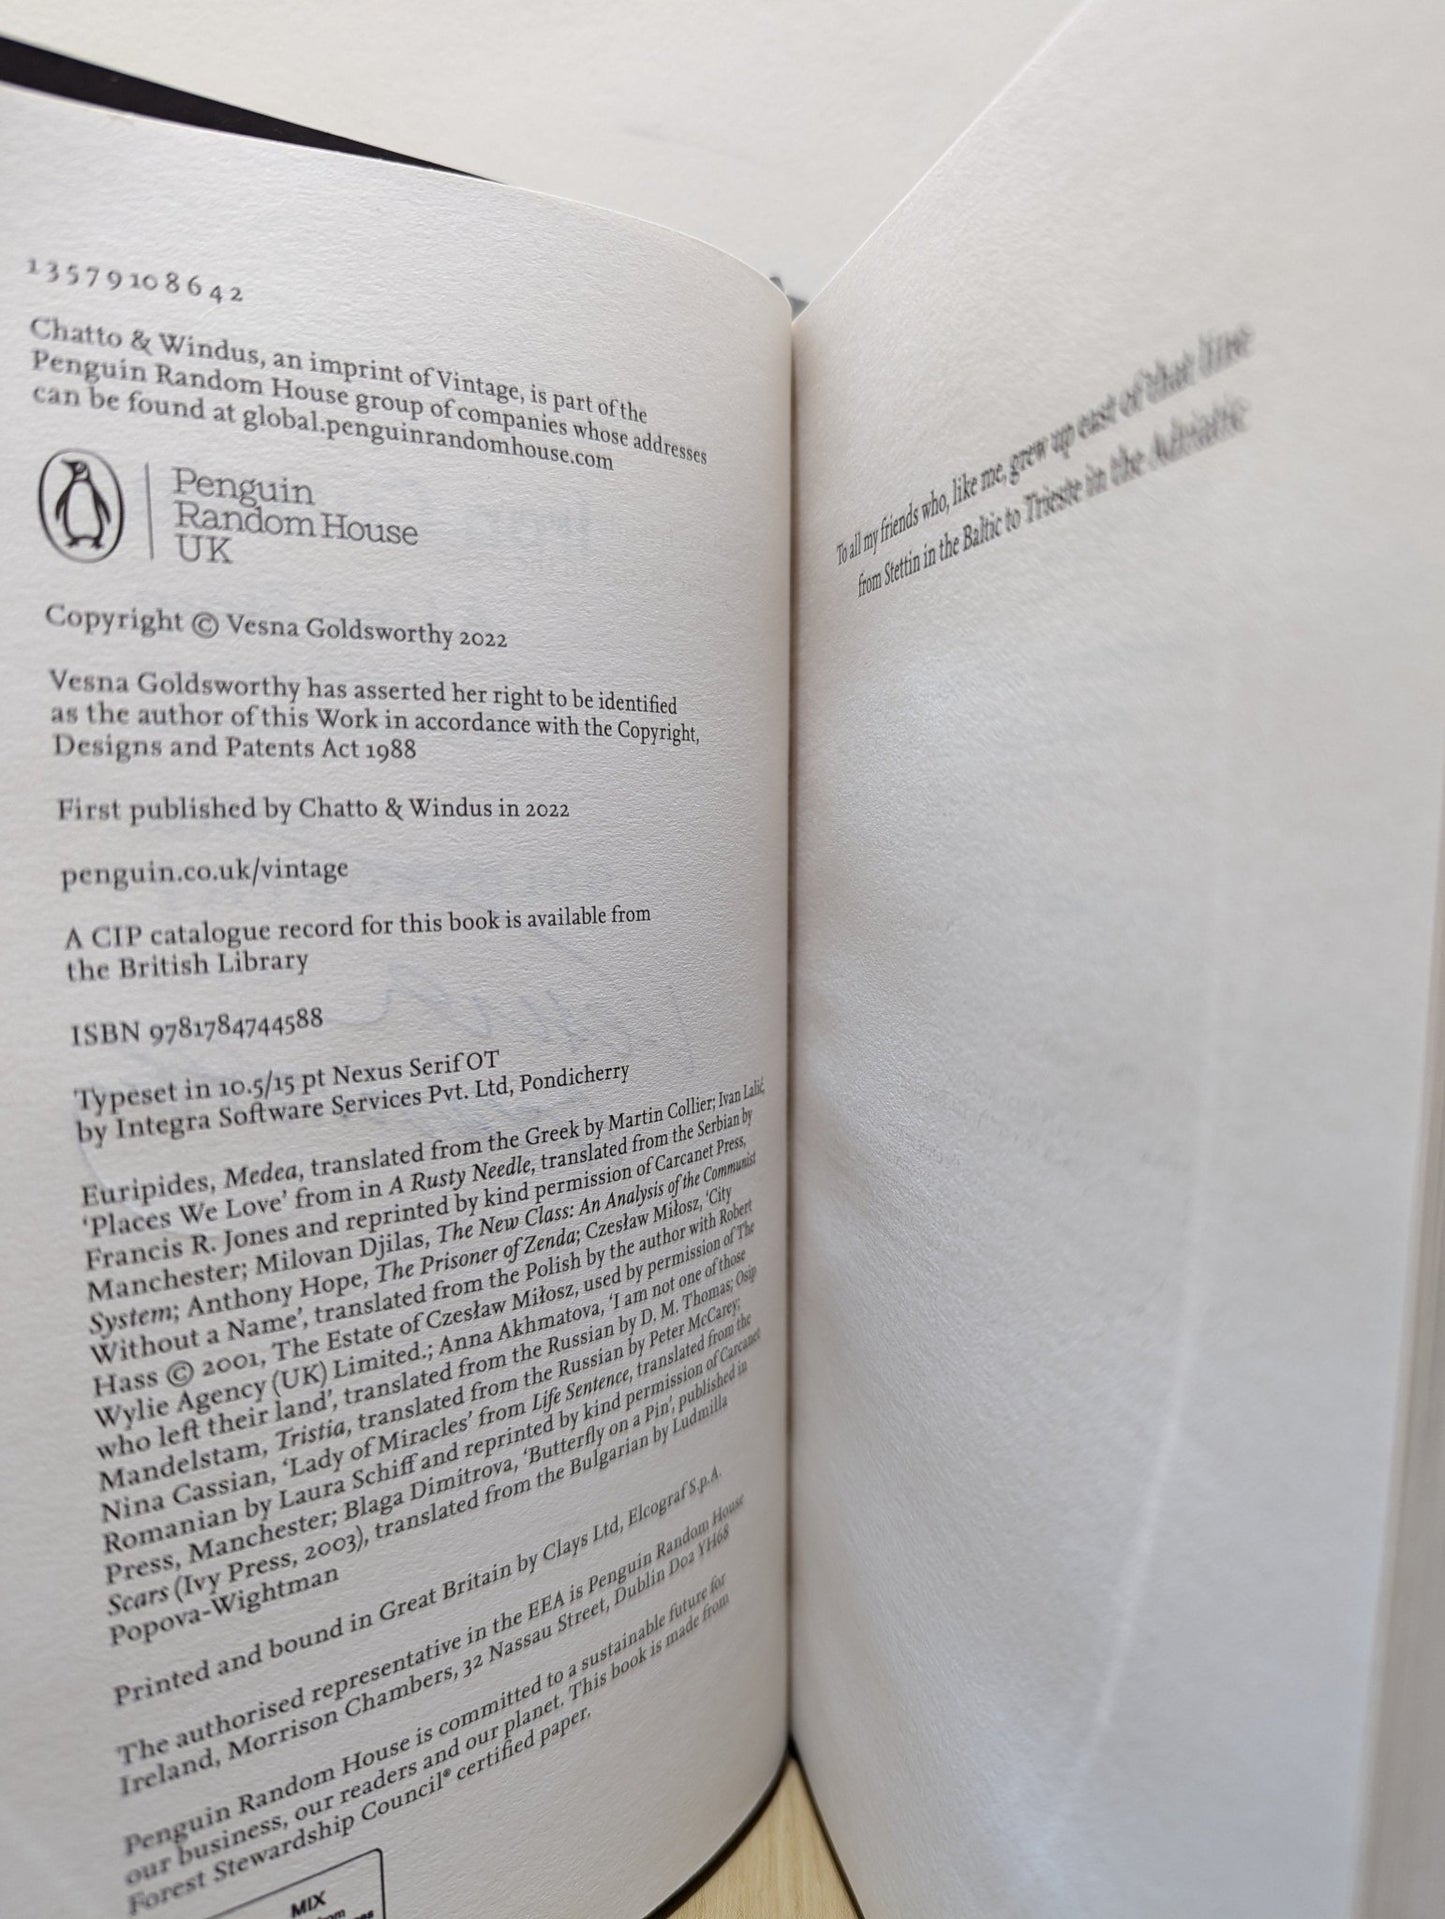 1 3 5 7 9 10 8 6 4 2
Chatto & Windus, an imprint of Vintage, is part of the
Penguin Random House group of companies whose addresses
can be found at global.penguinrandomhouse.com
Penguin
Random House
UK
Copyright © Vesna Goldsworthy 2022
Vesna Goldsworthy has asserted her right to be identified
as the author of this Work in accordance with the Copyright,
Designs and Patents Act 1988
First published by Chatto & Windus in 2022
penguin.co.uk/vintage
A CIP catalogue record for this book is available from
the British Library
ISBN 9781784744588
Typeset in 10.5/15 pt Nexus Serif OT
by Integra Software Services Pvt. Ltd, Pondicherry
Euripides, Medea, translated from the Greek by Martin Collier; Ivan Lalić,
‘Places We Love’ from in A Rusty Needle, translated from the Serbian by
Francis R. Jones and reprinted by kind permission of Carcanet Press,
Manchester; Milovan Djilas, The New Class: An Analysis of the Communist
System; Anthony Hope, The Prisoner of Zenda; Czesław Miłosz, ‘City
Without a Name’, translated from the Polish by the author with Robert
Hass © 2001, The Estate of Czesław Miłosz, used by permission of The
Wylie Agency (UK) Limited.; Anna Akhmatova, ‘I am not one of those
who left their land’, translated from the Russian by D. M. Thomas; Osip
Mandelstam, Tristia, translated from the Russian by Peter McCarey;
Nina Cassian, ‘Lady of Miracles’ from Life Sentence, translated from the
Romanian by Laura Schiff and reprinted by kind permission of Carcanet
Press, Manchester; Blaga Dimitrova, ‘Butterfly on a Pin’, published in
Scars (Ivy Press, 2003), translated from the Bulgarian by Ludmilla
Popova-Wightman
Printed and bound in Great Britain by Clays Ltd, Elcograf S.p.A.
The authorised representative in the EEA is Penguin Random House
Ireland, Morrison Chambers, 32 Nassau Street, Dublin D02 YH68
Penguin Random House is committed to a sustainable future for
our business, our readers and our planet. This book is made from
Forest Stewardship Council® certified paper.
MIX
To all my friends who, like me, grew up east of that line
from Stettin in the Baltic to Trieste in the Adriatic